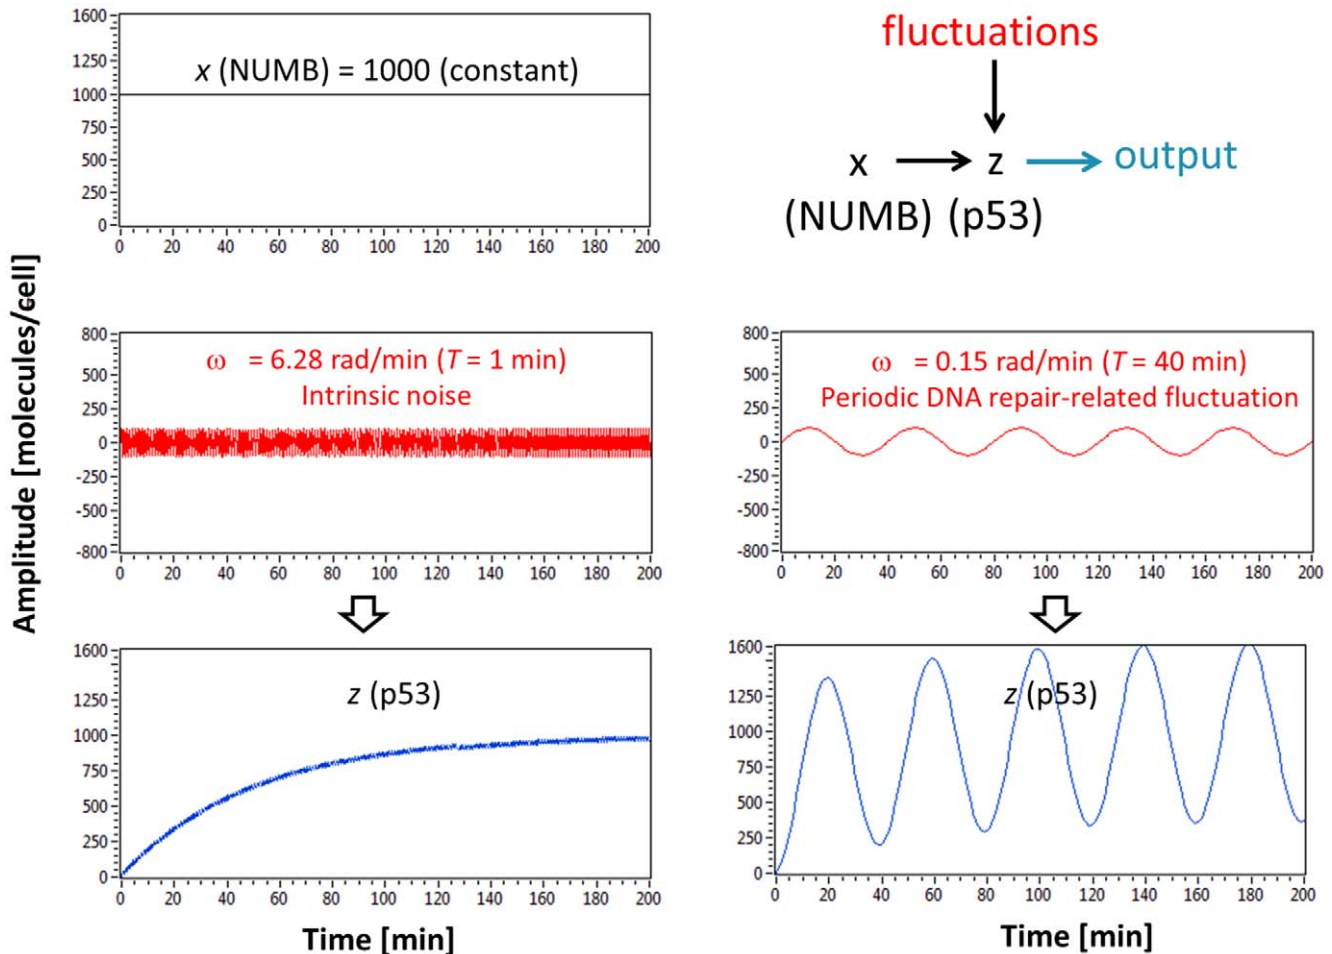 x (NUMB) = 1000 (constant)
1600
1250
1000
750
500
250
0
0 20 40 60 80 100 120 140 160 180 200
fluctuations
x z output
(NUMB) (p53)
Amplitude [molecules/cell]
ω = 6.28 rad/min (T = 1 min)
Intrinsic noise
800
500
250
0
-250
-500
-800
0 20 40 60 80 100 120 140 160 180 200
ω = 0.15 rad/min (T = 40 min)
Periodic DNA repair-related fluctuation
800
500
250
0
-250
-500
-800
0 20 40 60 80 100 120 140 160 180 200
z (p53)
1600
1250
1000
750
500
250
0
0 20 40 60 80 100 120 140 160 180 200
Time [min]
z (p53)
1600
1250
1000
750
500
250
0
0 20 40 60 80 100 120 140 160 180 200
Time [min]